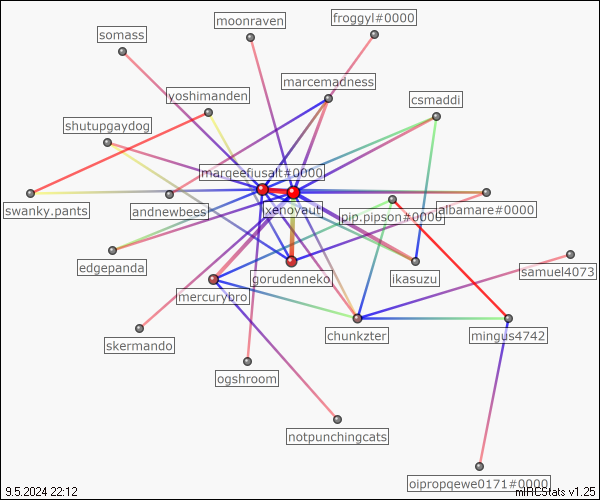 froggyl#0000
moonraven
somass
marcemadness
yoshimanden
csmaddi
shutupgaydog
margeefiusalt#0000
swanky.pants
andnewbees
xenoyaut
pip.pipson#0000
albamare#0000
edgepanda
gorudenneko
ikasuzu
samuel4073
mercurybro
skermando
chunkzter
mingus4742
ogshroom
notpunchingcats
oipropqewe0171#0000
9.5.2024 22:12
mIRCStats v1.25